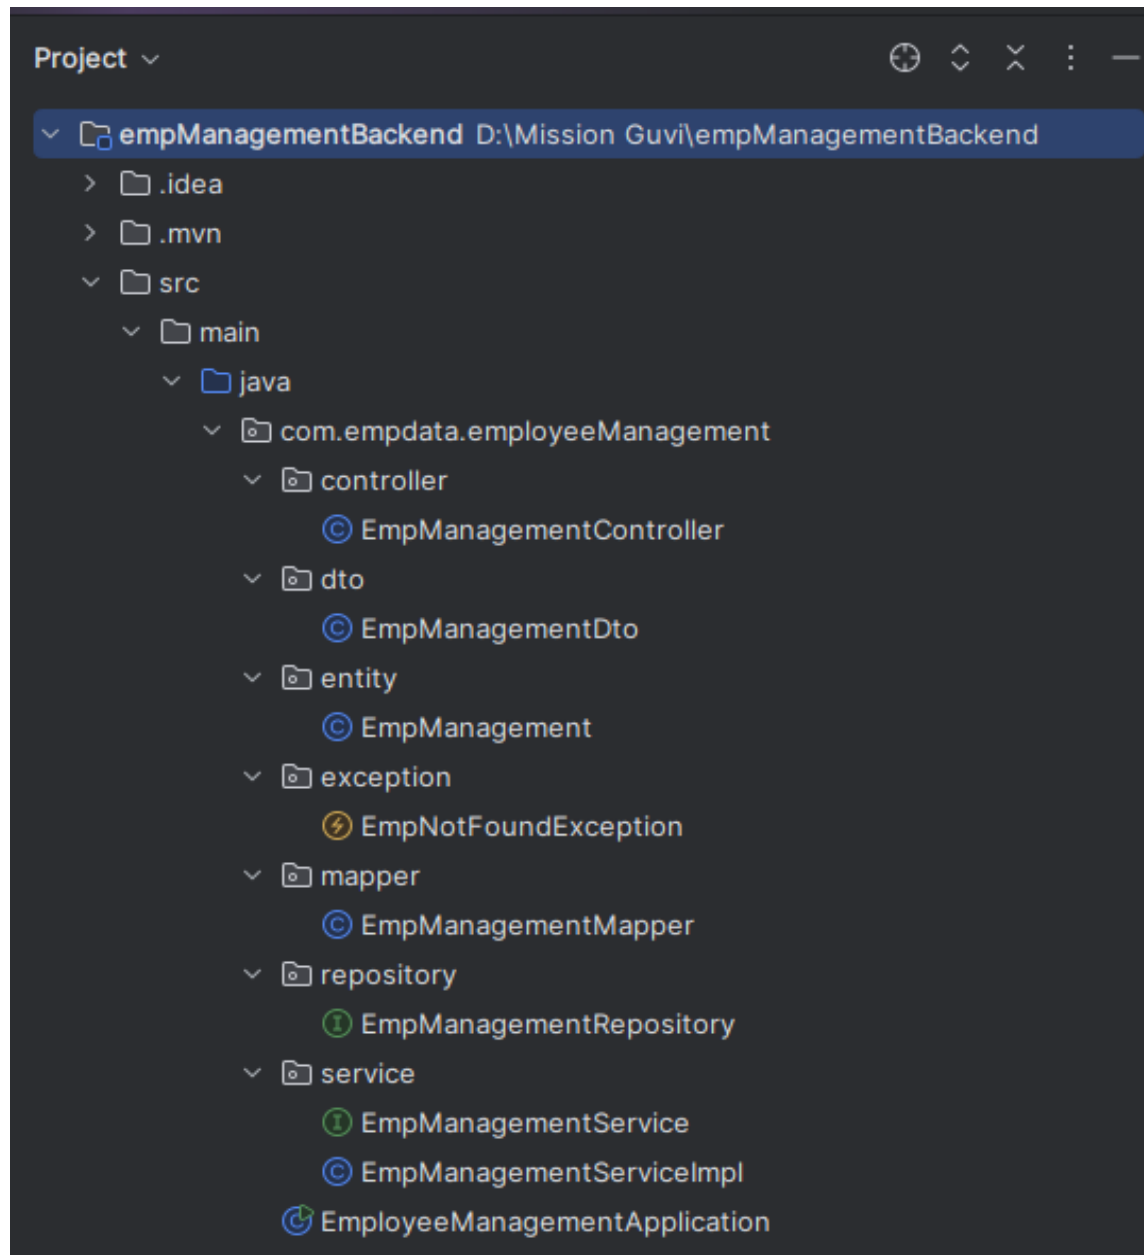 Project
empManagementBackend D:\Mission Guvi\empManagementBackend
.idea
.mvn
src
main
java
com.empdata.employeeManagement
controller
EmpManagementController
dto
EmpManagementDto
entity
EmpManagement
exception
EmpNotFoundException
mapper
EmpManagementMapper
repository
EmpManagementRepository
service
EmpManagementService
EmpManagementServiceImpl
EmployeeManagementApplication